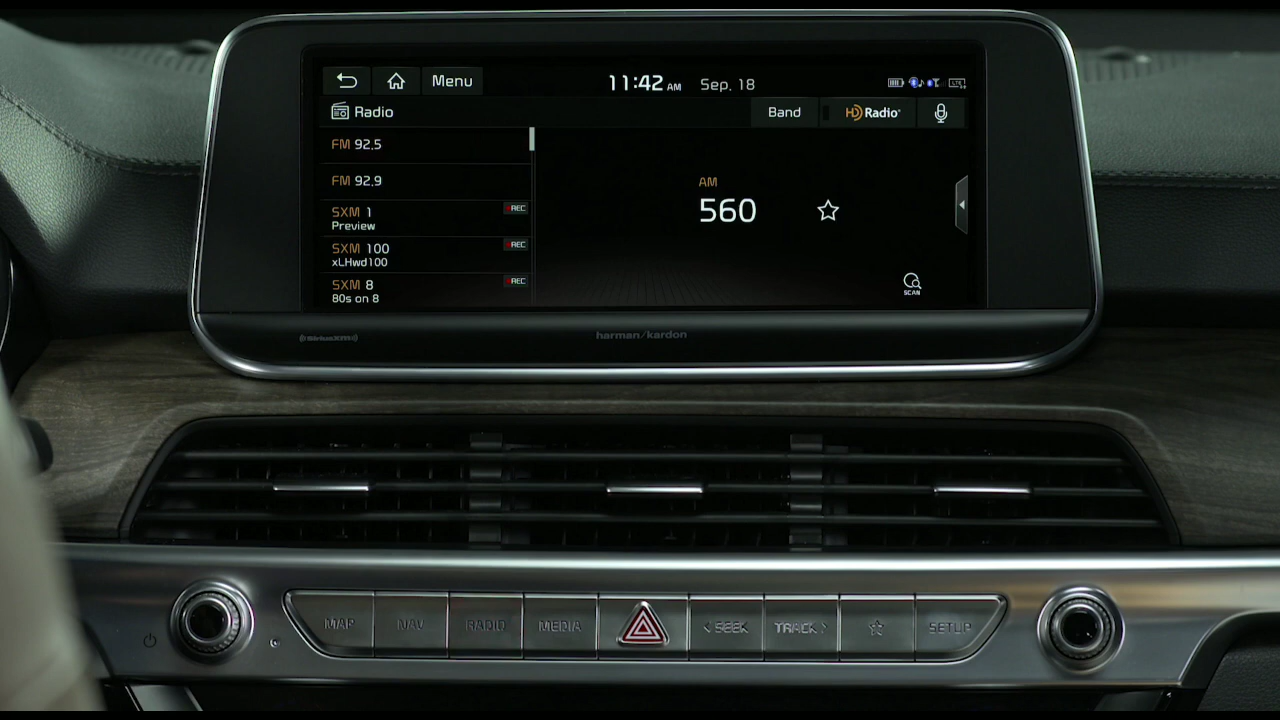 Menu
11:42 AM Sep. 18
Radio
Band
HD Radio
FM 92.5
FM 92.9
SXM 1
REC
Preview
SXM 100
REC
xLHwd100
SXM 8
REC
80s on 8
AM
560
SCAN
((SiriusXM))
harman/kardon
MAP
NAV
RADIO
MEDIA
< SEEK
TRACK >
SETUP